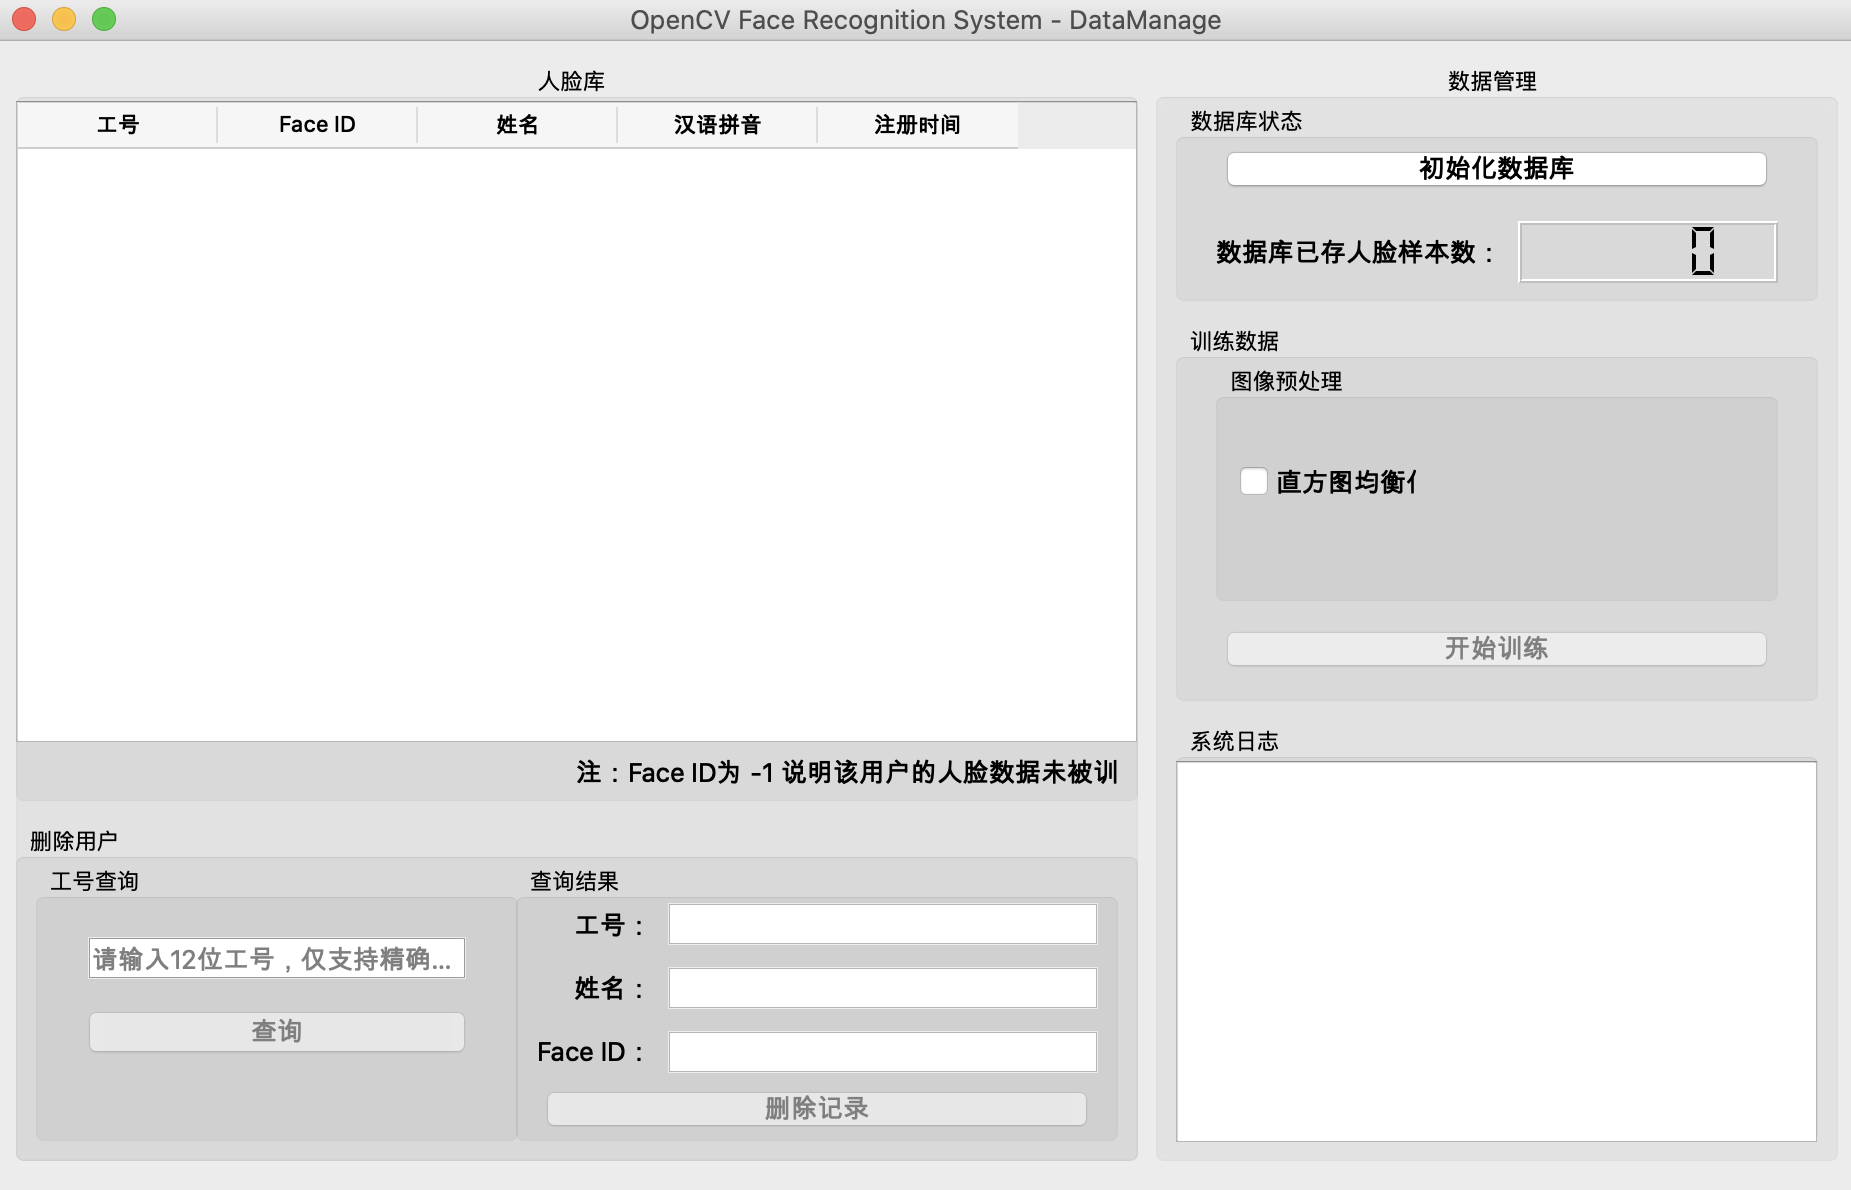 OpenCV Face Recognition System - DataManage
人脸库
工号 Face ID 姓名 汉语拼音 注册时间
注：Face ID为 -1 说明该用户的人脸数据未被训
删除用户
工号查询
请输入12位工号，仅支持精确...
查询
查询结果
工号：
姓名：
Face ID：
删除记录
数据管理
数据库状态
初始化数据库
数据库已存人脸样本数： 0
训练数据
图像预处理
直方图均衡
开始训练
系统日志